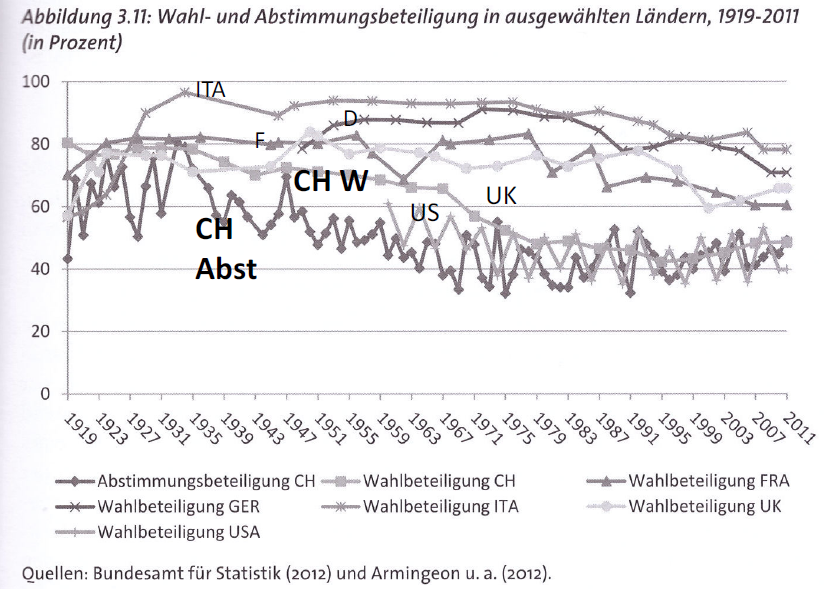 Abbildung 3.11: Wahl- und Abstimmungsbeteiligung in ausgewählten Ländern, 1919-2011
(in Prozent)
100
80
60
40
20
0
ITA
F
D
CH W
CH
Abst
US
UK
1919 1923 1927 1931 1935 1939 1943 1947 1951 1955 1959 1963 1967 1971 1975 1979 1983 1987 1991 1995 1999 2003 2007 2011
Abstimmungsbeteiligung CH Wahlbeteiligung CH Wahlbeteiligung FRA
Wahlbeteiligung GER Wahlbeteiligung ITA Wahlbeteiligung UK
Wahlbeteiligung USA
Quellen: Bundesamt für Statistik (2012) und Armingeon u. a. (2012).